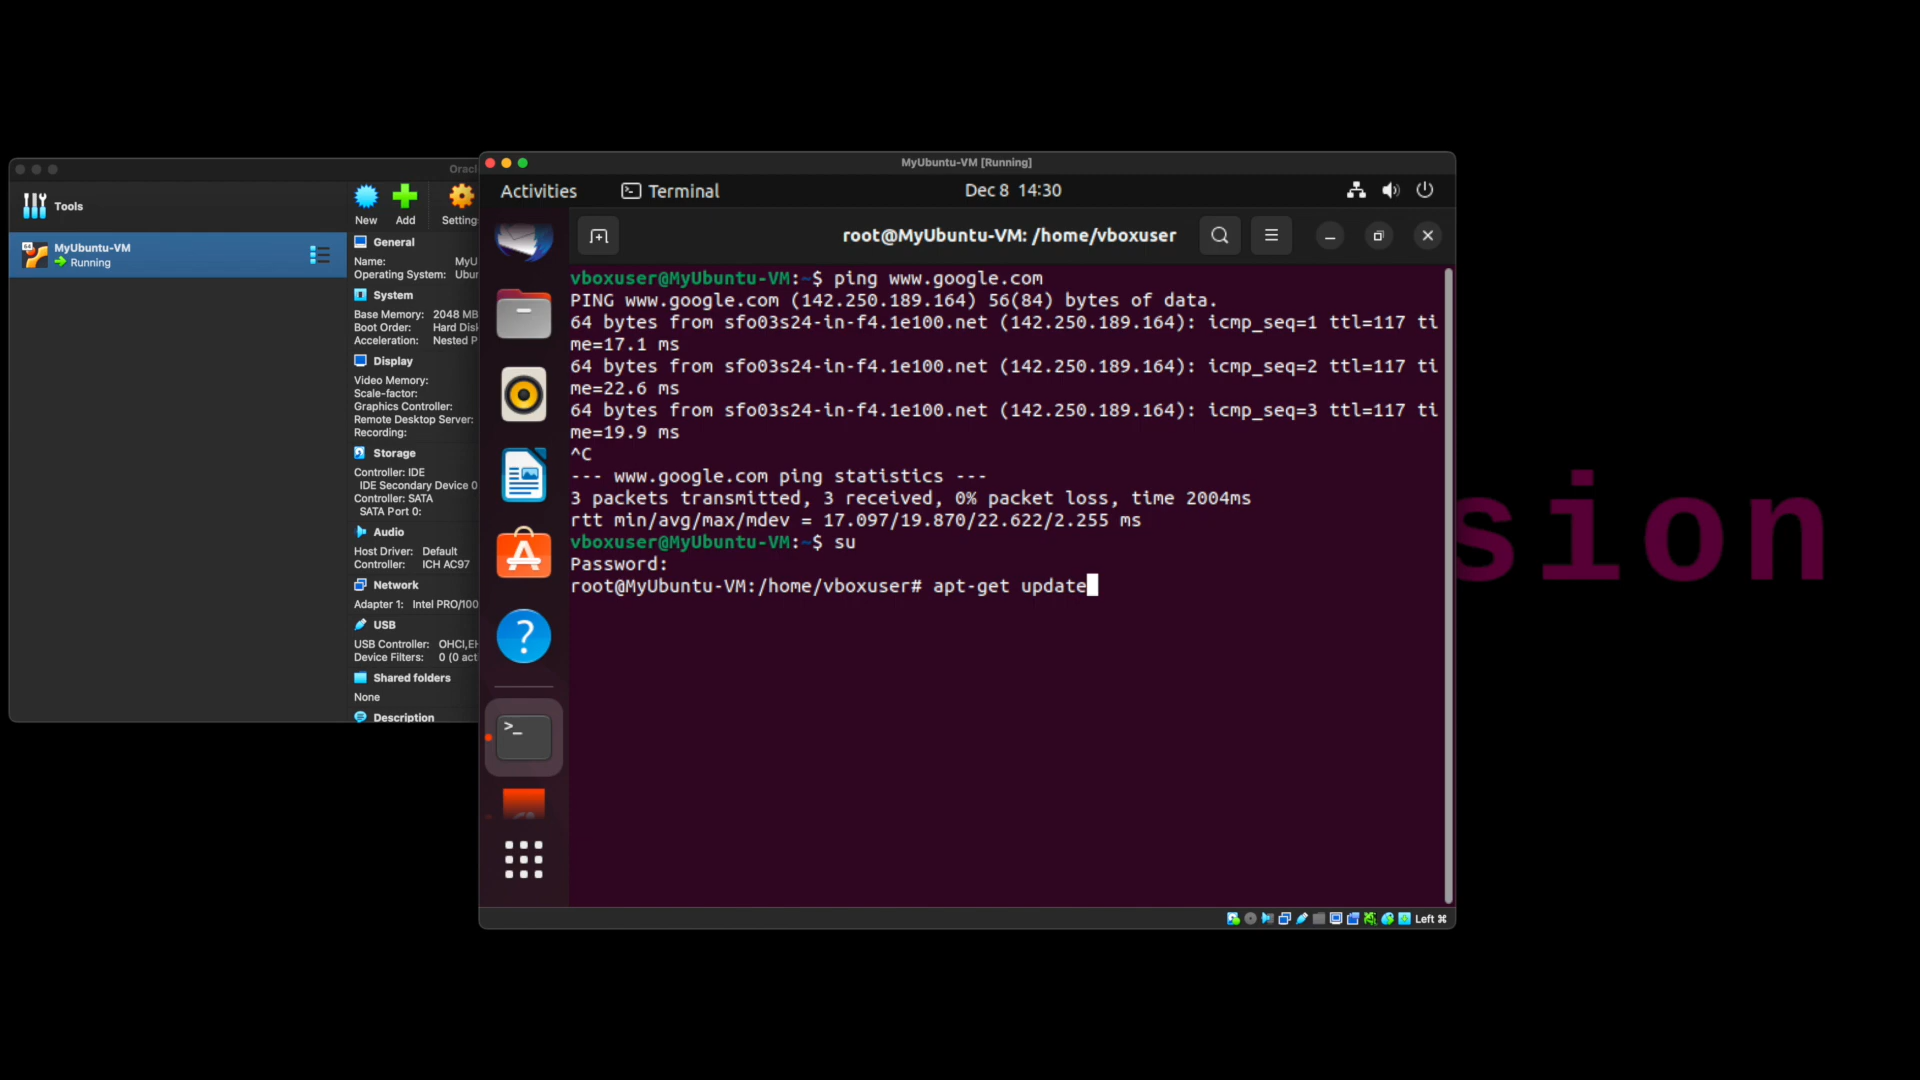 Oracl
Tools
New
Add
Setting
MyUbuntu-VM
Running
General
Name: MyU
Operating System: Ubun
System
Base Memory: 2048 MB
Boot Order: Hard Disk
Acceleration: Nested P
Display
Video Memory:
Scale-factor:
Graphics Controller:
Remote Desktop Server:
Recording:
Storage
Controller: IDE
IDE Secondary Device 0
Controller: SATA
SATA Port 0:
Audio
Host Driver: Default
Controller: ICH AC97
Network
Adapter 1: Intel PRO/100
USB
USB Controller: OHCI,EH
Device Filters: 0 (0 act
Shared folders
None
Description
MyUbuntu-VM [Running]
Activities
Terminal
Dec 8 14:30
root@MyUbuntu-VM: /home/vboxuser
vboxuser@MyUbuntu-VM:~$ ping www.google.com
PING www.google.com (142.250.189.164) 56(84) bytes of data.
64 bytes from sfo03s24-in-f4.1e100.net (142.250.189.164): icmp_seq=1 ttl=117 ti
me=17.1 ms
64 bytes from sfo03s24-in-f4.1e100.net (142.250.189.164): icmp_seq=2 ttl=117 ti
me=22.6 ms
64 bytes from sfo03s24-in-f4.1e100.net (142.250.189.164): icmp_seq=3 ttl=117 ti
me=19.9 ms
^C
--- www.google.com ping statistics ---
3 packets transmitted, 3 received, 0% packet loss, time 2004ms
rtt min/avg/max/mdev = 17.097/19.870/22.622/2.255 ms
vboxuser@MyUbuntu-VM:~$ su
Password:
root@MyUbuntu-VM:/home/vboxuser# apt-get update
Left ⌘
sion